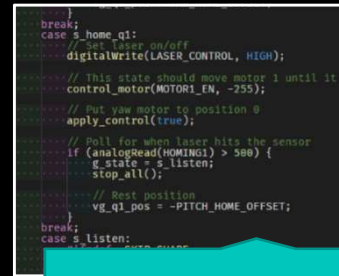 }
break;
case s_home_q1:
// Set laser on/off
digitalWrite(LASER_CONTROL, HIGH);
// This state should move motor 1 until it
control_motor(MOTOR1_EN, -255);
// Put yaw motor to position 0
apply_control(true);
// Poll for when laser hits the sensor
if (analogRead(HOMING1) > 580) {
g_state = s_listen;
stop_all();
// Rest position
vg_q1_pos = -PITCH_HOME_OFFSET;
}
break;
case s_listen: